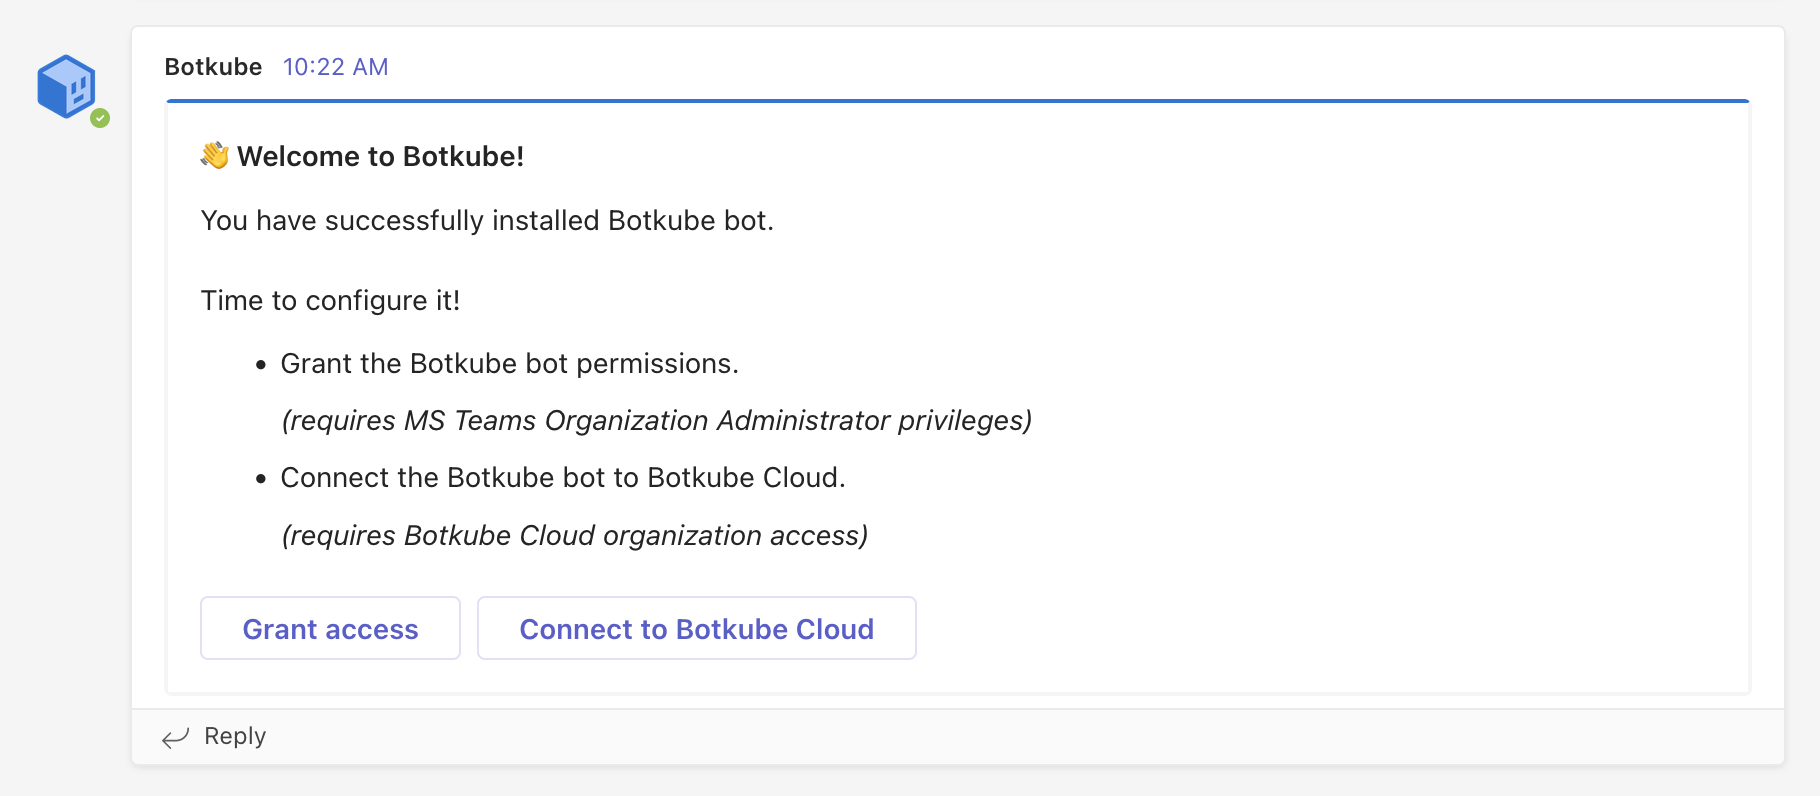 Botkube 10:22 AM
👋 Welcome to Botkube!
You have successfully installed Botkube bot.
Time to configure it!
• Grant the Botkube bot permissions.
(requires MS Teams Organization Administrator privileges)
• Connect the Botkube bot to Botkube Cloud.
(requires Botkube Cloud organization access)
Grant access
Connect to Botkube Cloud
Reply